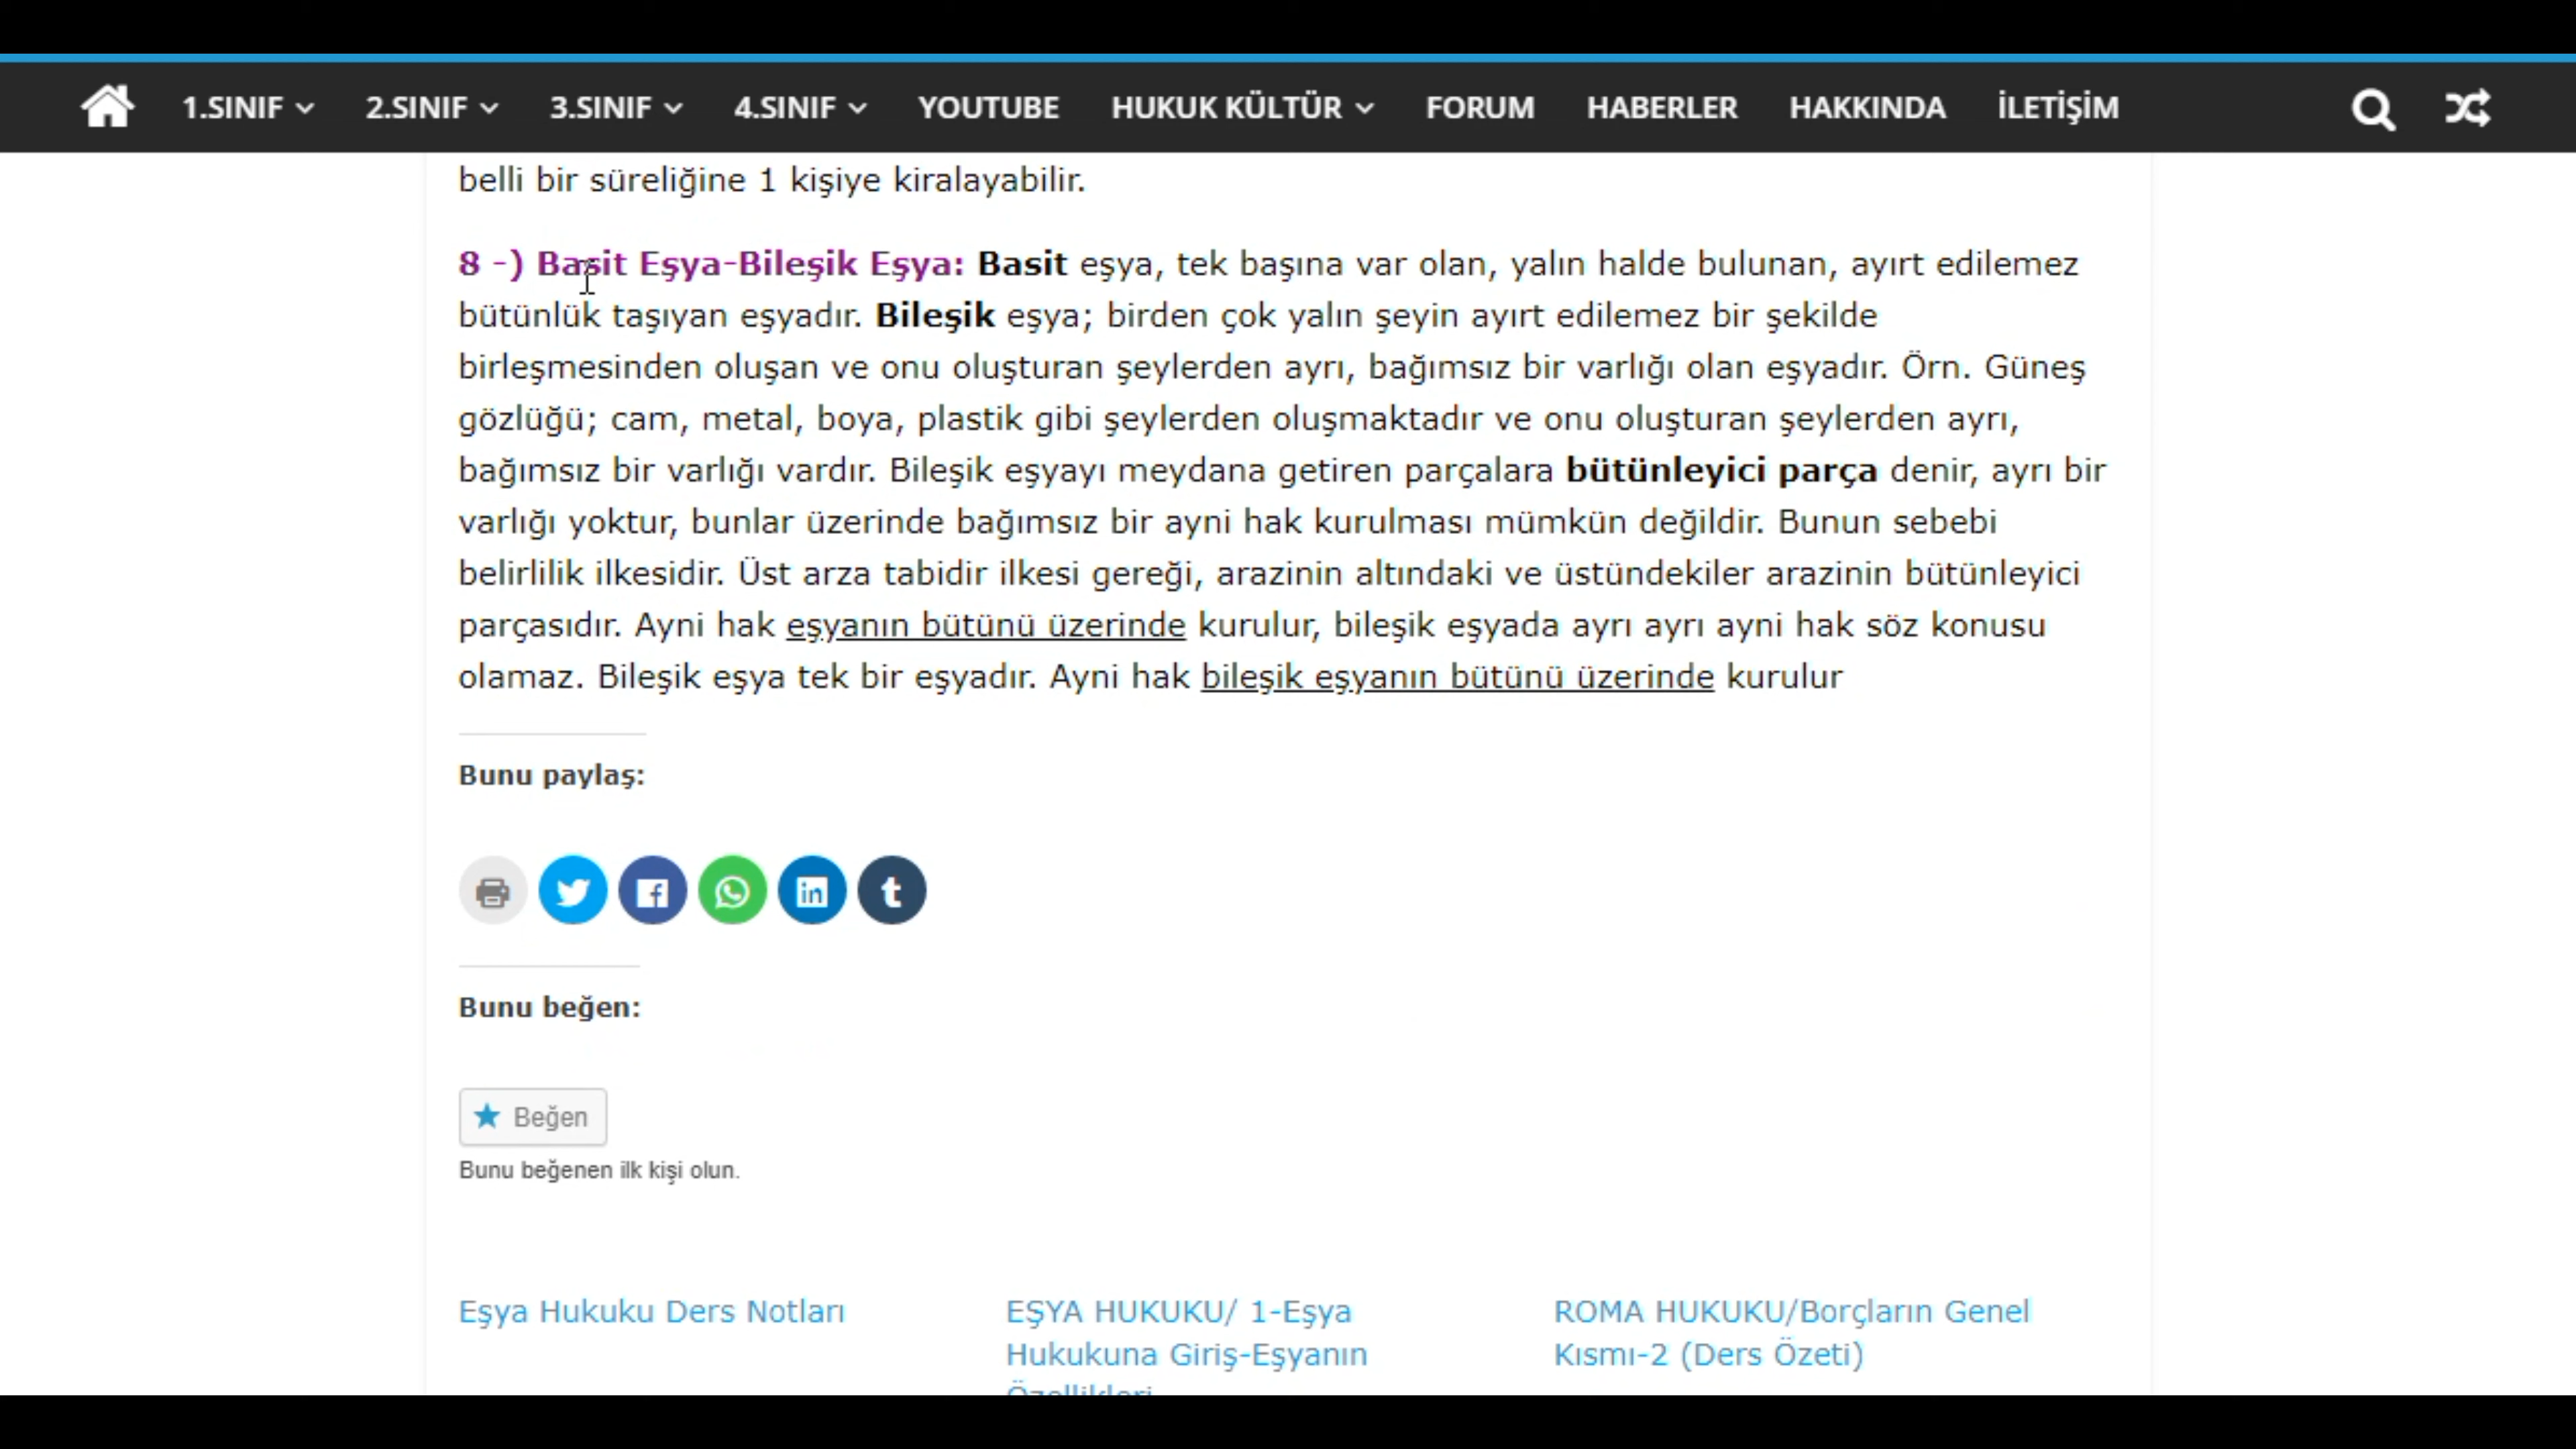 1.SINIF 2.SINIF 3.SINIF 4.SINIF YOUTUBE HUKUK KÜLTÜR FORUM HABERLER HAKKINDA İLETİŞİM
belli bir süreliğine 1 kişiye kiralayabilir.
8 -) Basit Eşya-Bileşik Eşya: Basit eşya, tek başına var olan, yalın halde bulunan, ayırt edilemez
bütünlük taşıyan eşyadır. Bileşik eşya; birden çok yalın şeyin ayırt edilemez bir şekilde
birleşmesinden oluşan ve onu oluşturan şeylerden ayrı, bağımsız bir varlığı olan eşyadır. Örn. Güneş
gözlüğü; cam, metal, boya, plastik gibi şeylerden oluşmaktadır ve onu oluşturan şeylerden ayrı,
bağımsız bir varlığı vardır. Bileşik eşyayı meydana getiren parçalara bütünleyici parça denir, ayrı bir
varlığı yoktur, bunlar üzerinde bağımsız bir ayni hak kurulması mümkün değildir. Bunun sebebi
belirlilik ilkesidir. Üst arza tabidir ilkesi gereği, arazinin altındaki ve üstündekiler arazinin bütünleyici
parçasıdır. Ayni hak eşyanın bütünü üzerinde kurulur, bileşik eşyada ayrı ayrı ayni hak söz konusu
olamaz. Bileşik eşya tek bir eşyadır. Ayni hak bileşik eşyanın bütünü üzerinde kurulur
Bunu paylaş:
Bunu beğen:
Beğen
Bunu beğenen ilk kişi olun.
Eşya Hukuku Ders Notları
EŞYA HUKUKU/ 1-Eşya
Hukukuna Giriş-Eşyanın
Özellikleri
ROMA HUKUKU/Borçların Genel
Kısmı-2 (Ders Özeti)